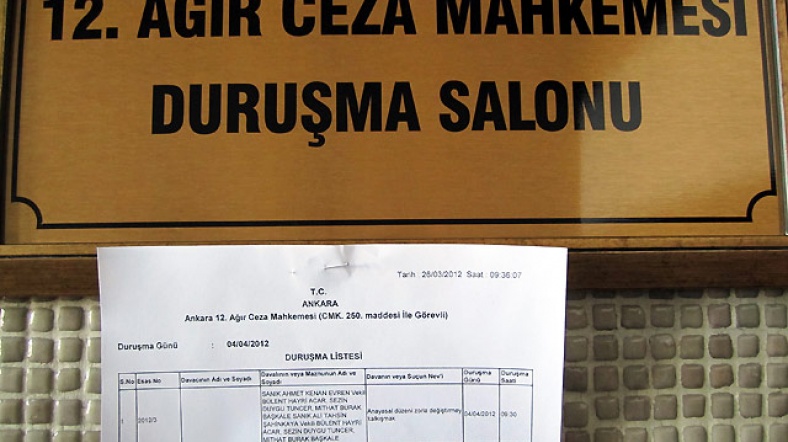 12. AĞIR CEZA MAHKEMESİ
DURUŞMA SALONU
Tarih : 26/03/2012 Saat : 09:36:07
T.C.
ANKARA
Ankara 12. Ağır Ceza Mahkemesi (CMK. 250. maddesi İle Görevli)
Duruşma Günü : 04/04/2012
DURUŞMA LİSTESİ
S.No Esas No Davacının Adı ve Soyadı Davalının veya Maznunun Adı ve Soyadı Davanın veya Suçun Nev'i Duruşma Günü Duruşma Saati
1 2012/3
SANIK AHMET KENAN EVREN Vekili
BÜLENT HAYRİ ACAR, SEZİN
DUYGU TUNCER, MİTHAT BURAK
BAŞKALE SANIK ALİ TAHSİN
ŞAHİNKAYA Vekili BÜLENT HAYRİ
ACAR, SEZİN DUYGU TUNCER,
MİTHAT BURAK BAŞKALE
Anayasal düzeni zorla değiştirmeye
kalkışmak
04/04/2012 09:30